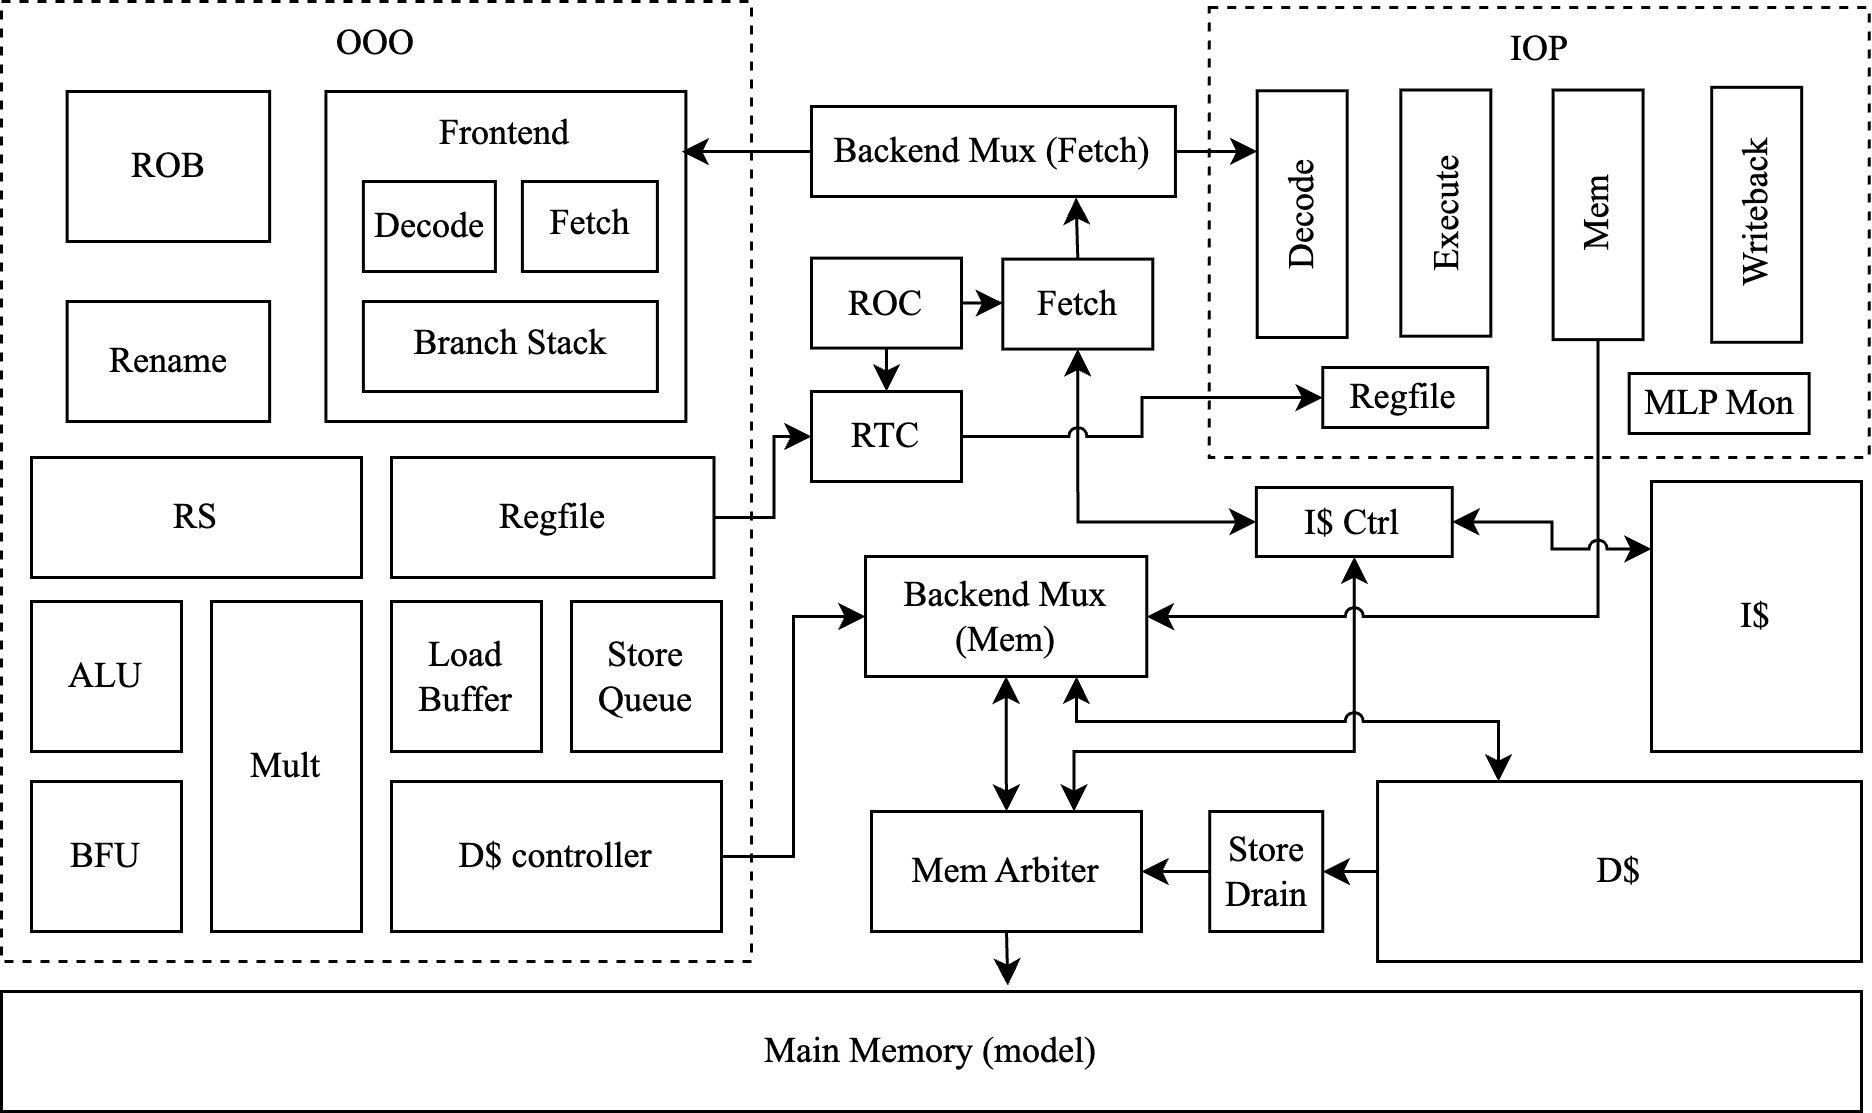 OOO
ROB
Frontend
Decode
Fetch
Branch Stack
Rename
RS
Regfile
ALU
Mult
Load
Buffer
Store
Queue
BFU
D$ controller
Backend Mux (Fetch)
ROC
Fetch
RTC
IOP
Decode
Execute
Mem
Writeback
Regfile
MLP Mon
I$ Ctrl
I$
Backend Mux
(Mem)
Mem Arbiter
Store
Drain
D$
Main Memory (model)